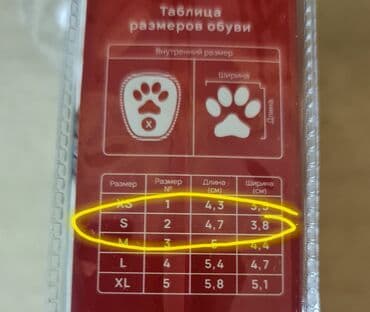 Таблица
размеров обуви
Внутренний размер
Ширина
Длина
X
Размер Размер № Длина (см) Ширина (см)
XS 1 4,3 3,3
S 2 4,7 3,8
M 3 5 4,4
L 4 5,4 4,7
XL 5 5,8 5,1